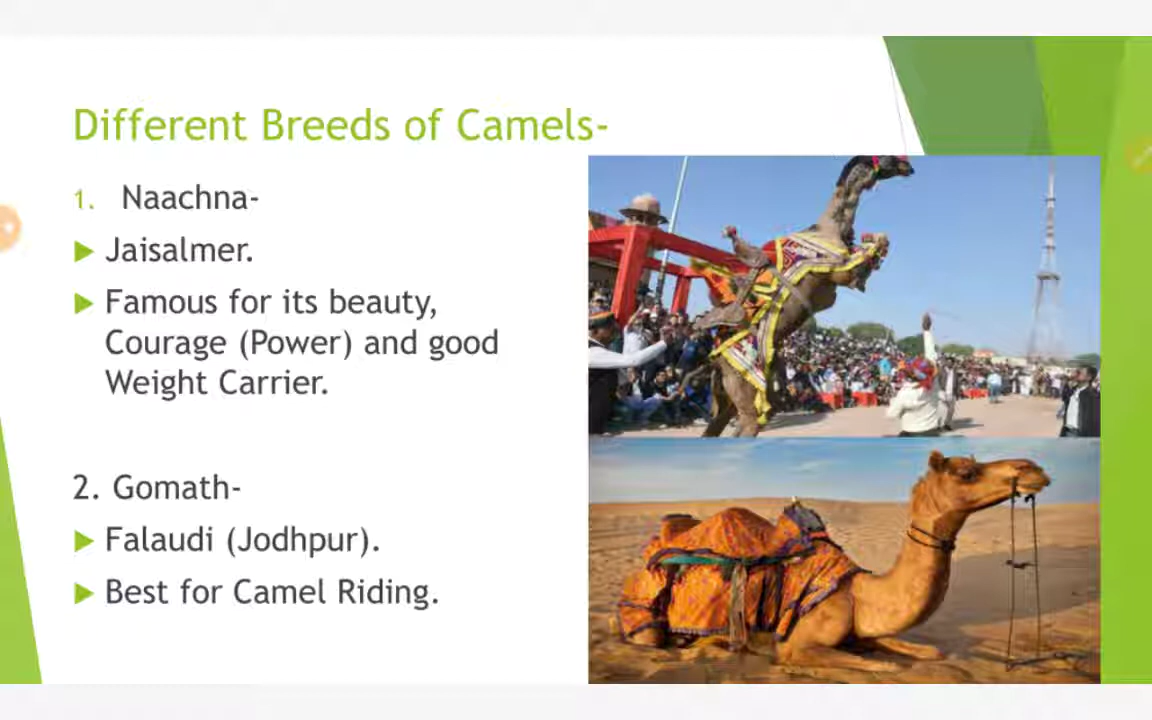 Different Breeds of Camels-
1. Naachna-
Jaisalmer.
Famous for its beauty,
Courage (Power) and good
Weight Carrier.
2. Gomath-
Falaudi (Jodhpur).
Best for Camel Riding.